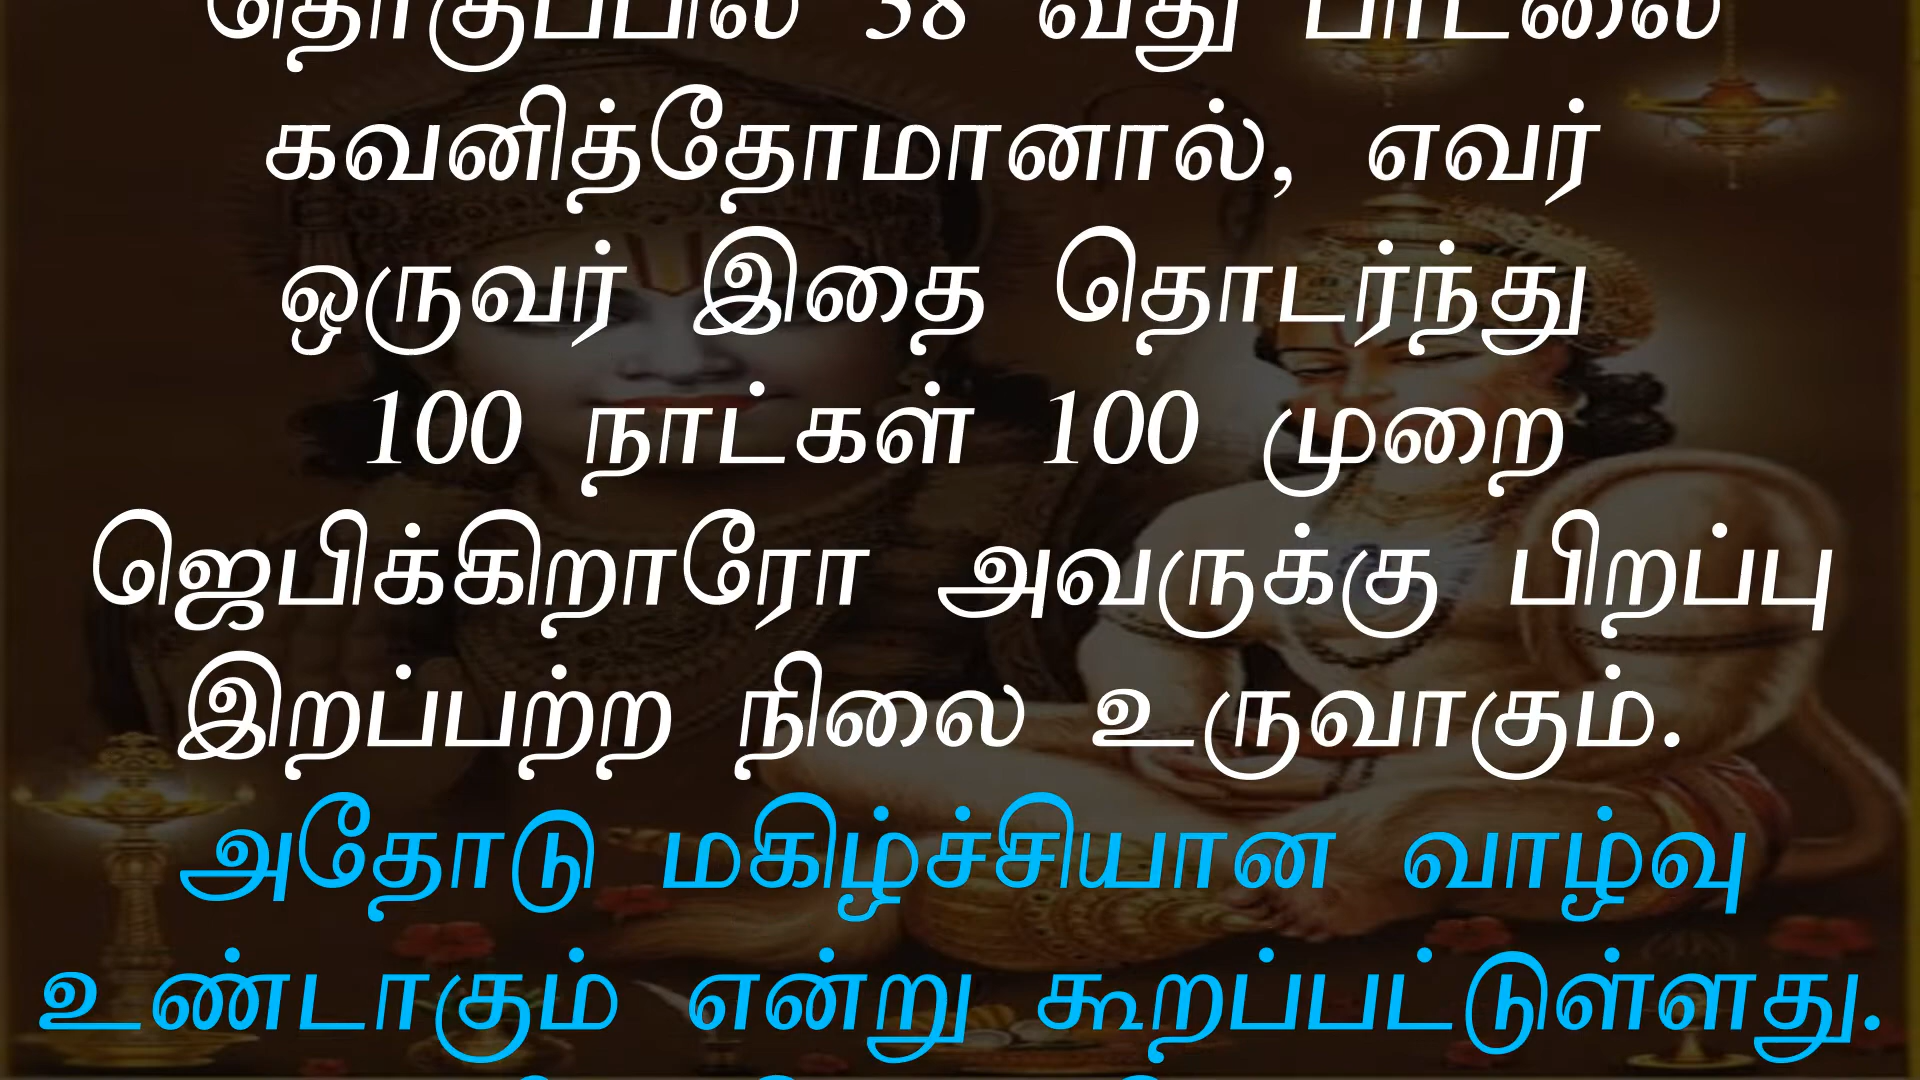 தொகுப்பில் 38 வது பாடலை
கவனித்தோமானால், எவர்
ஒருவர் இதை தொடர்ந்து
100 நாட்கள் 100 முறை
ஜெபிக்கிறாரோ அவருக்கு பிறப்பு
இறப்பற்ற நிலை உருவாகும்.
அதோடு மகிழ்ச்சியான வாழ்வு
உண்டாகும் என்று கூறப்பட்டுள்ளது.